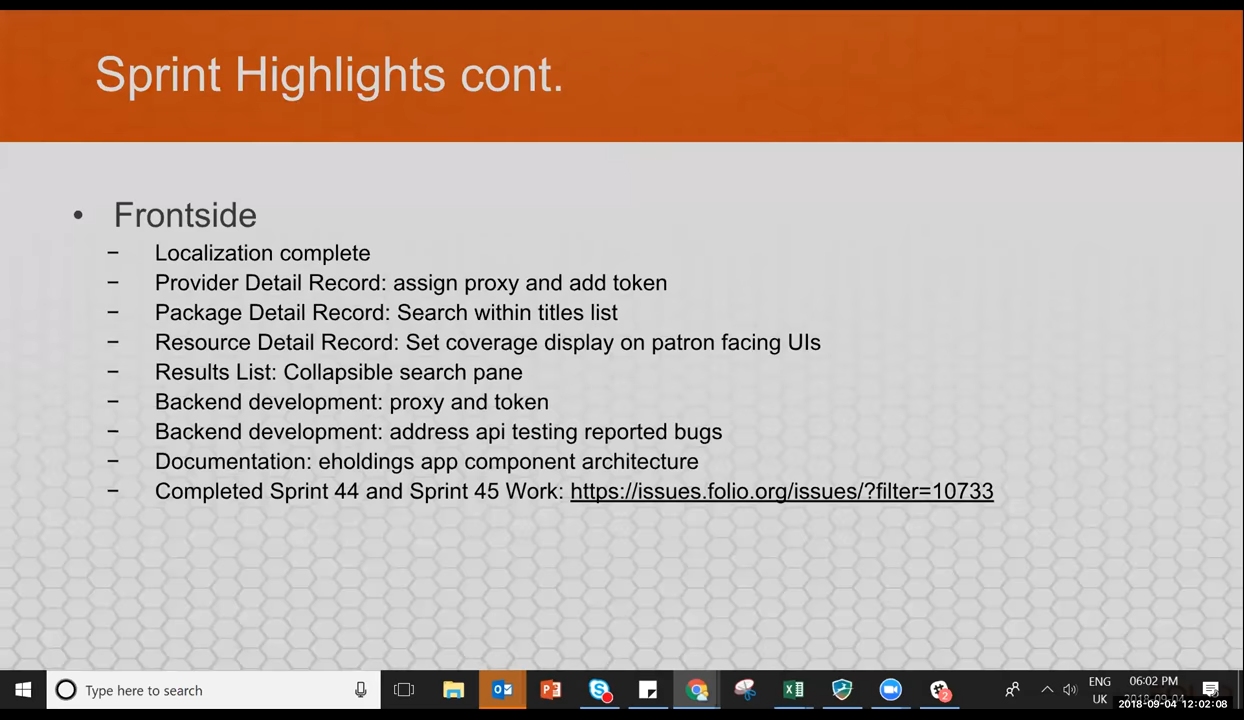 Sprint Highlights cont.
• Frontside
− Localization complete
− Provider Detail Record: assign proxy and add token
− Package Detail Record: Search within titles list
− Resource Detail Record: Set coverage display on patron facing UIs
− Results List: Collapsible search pane
− Backend development: proxy and token
− Backend development: address api testing reported bugs
− Documentation: eholdings app component architecture
− Completed Sprint 44 and Sprint 45 Work: https://issues.folio.org/issues/?filter=10733
Type here to search
ENG
UK
06:02 PM
2018-09-04
2018-09-04 12:02:08
2